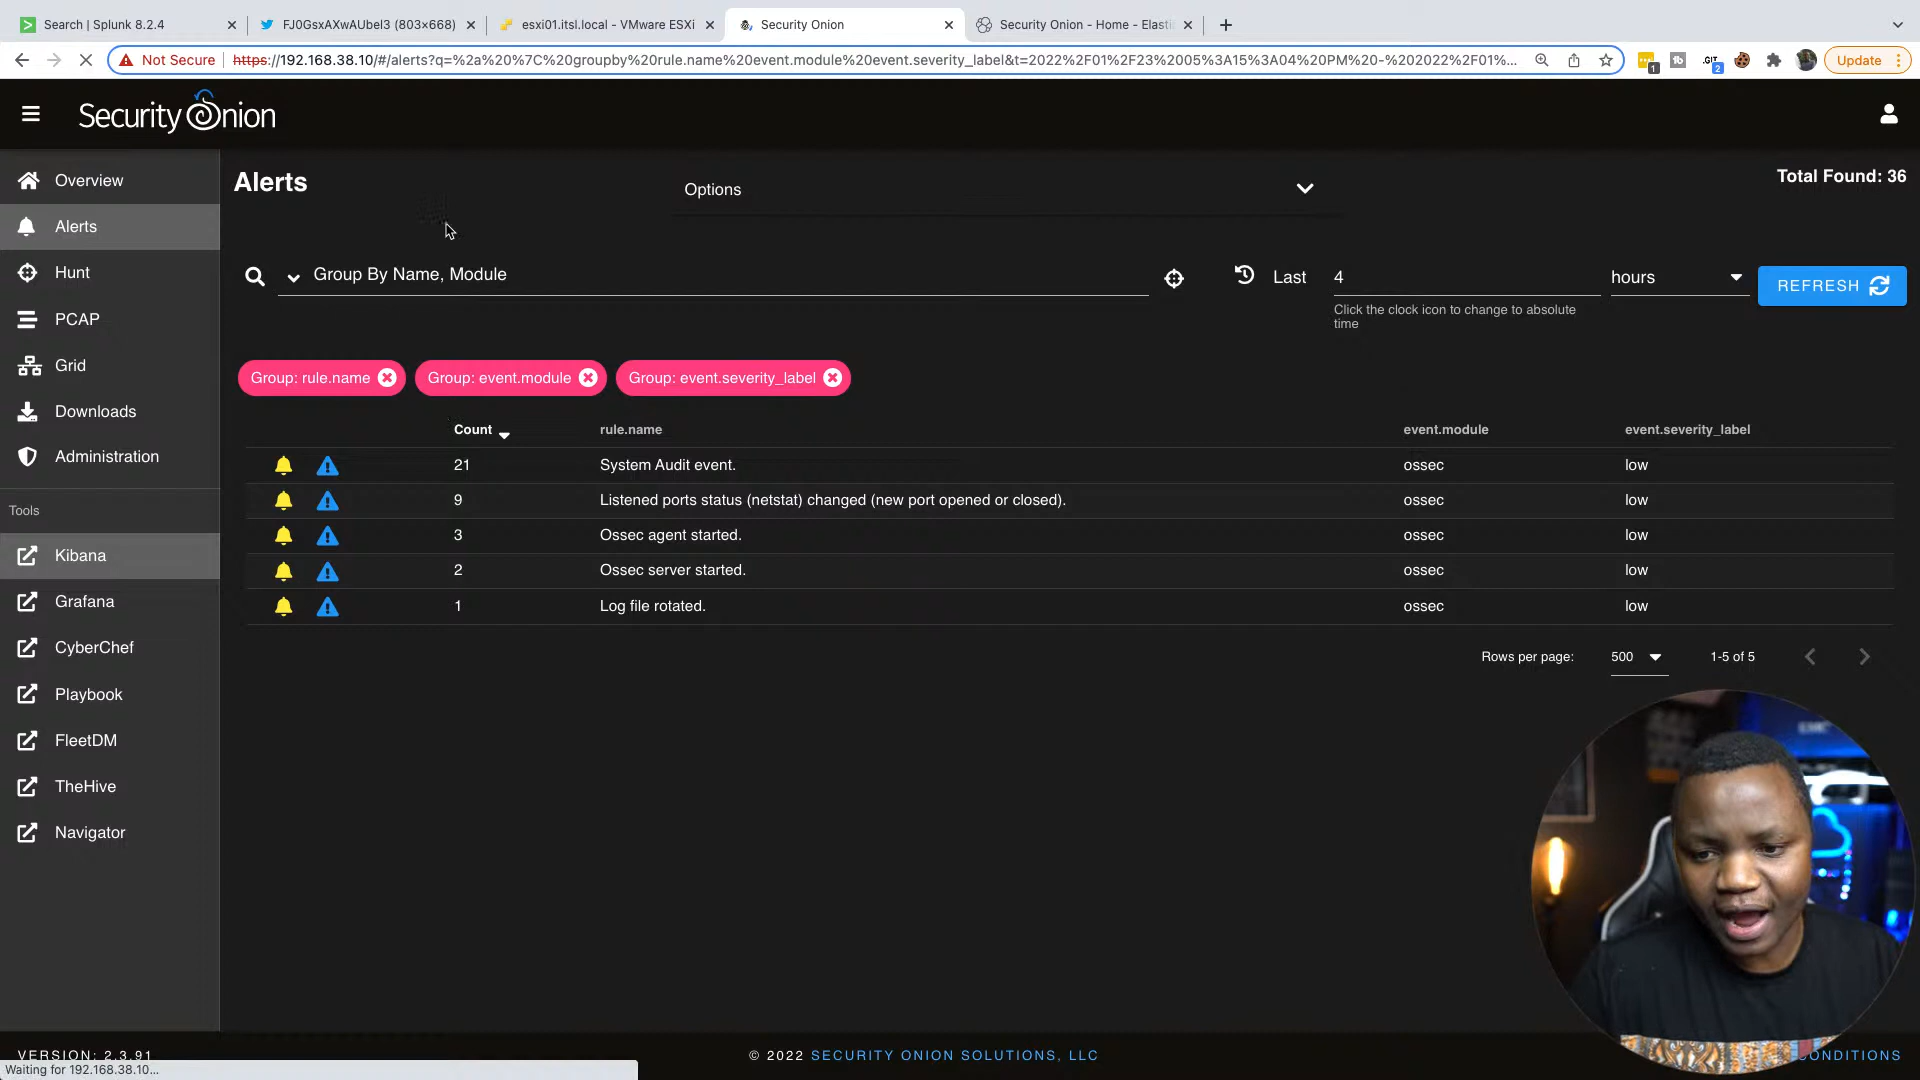 Search | Splunk 8.2.4
FJ0GsxAXwAUbel3 (803×668)
esxi01.itsl.local - VMware ESXi
Security Onion
Security Onion - Home - Elasti
Not Secure
https://192.168.38.10/#/alerts?q=%2a%20%7C%20groupby%20rule.name%20event.module%20event.severity_label&t=2022%2F01%2F23%2005%3A15%3A04%20PM%20-%202022%2F01%...
1
2
Update
Security Onion
Overview
Alerts
Hunt
PCAP
Grid
Downloads
Administration
Tools
Kibana
Grafana
CyberChef
Playbook
FleetDM
TheHive
Navigator
VERSION: 2.3.91
Waiting for 192.168.38.10...
Alerts
Options
Total Found: 36
Group By Name, Module
Last
4
hours
REFRESH
Click the clock icon to change to absolute
time
Group: rule.name
Group: event.module
Group: event.severity_label
Count rule.name event.module event.severity_label
21 System Audit event. ossec low
9 Listened ports status (netstat) changed (new port opened or closed). ossec low
3 Ossec agent started. ossec low
2 Ossec server started. ossec low
1 Log file rotated. ossec low
Rows per page: 500 1-5 of 5
© 2022 SECURITY ONION SOLUTIONS, LLC